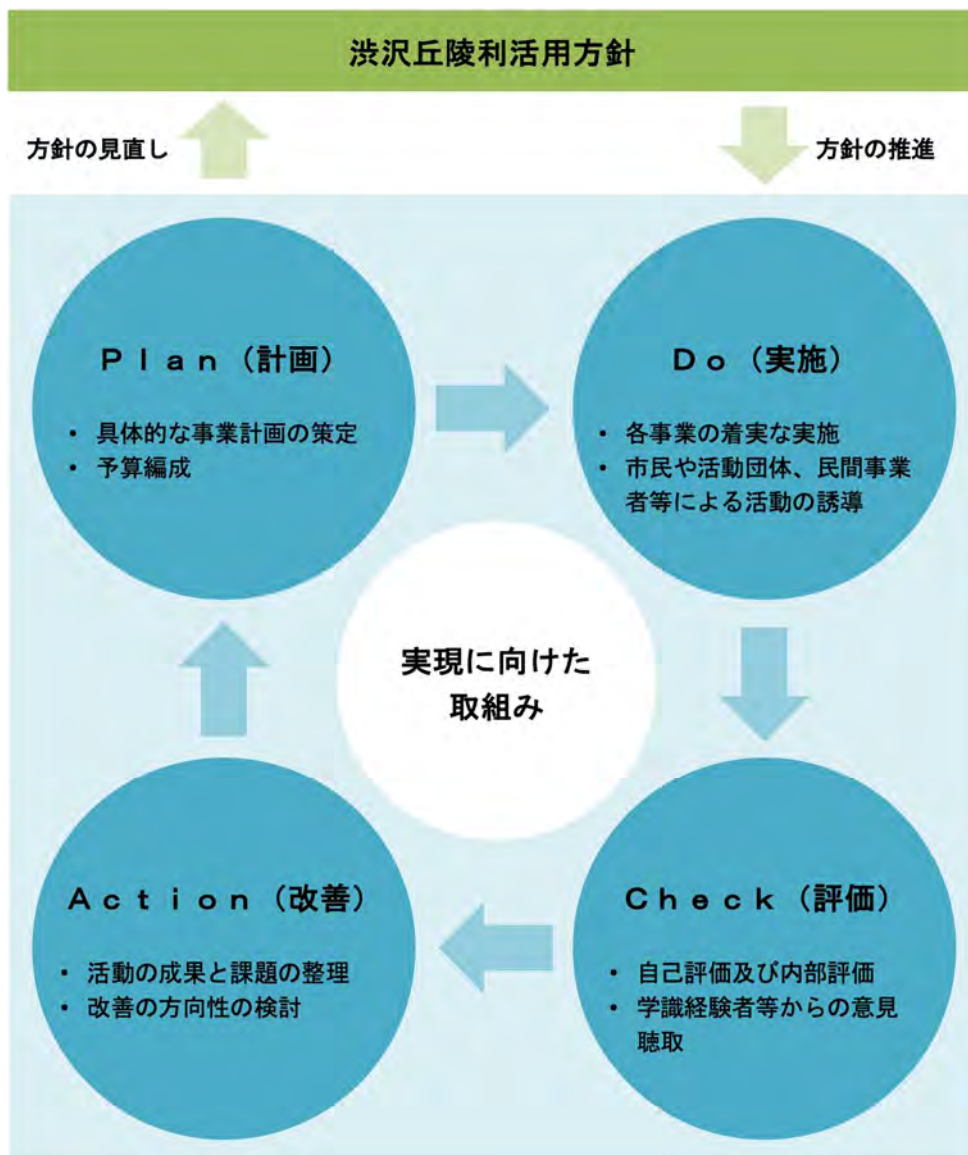 渋沢丘陵利活用方針
方針の見直し
方針の推進
Ｐｌａｎ（計画）
• 具体的な事業計画の策定
• 予算編成
Ｄｏ（実施）
• 各事業の着実な実施
• 市民や活動団体、民間事業
者等による活動の誘導
実現に向けた
取組み
Ａｃｔｉｏｎ（改善）
• 活動の成果と課題の整理
• 改善の方向性の検討
Ｃｈｅｃｋ（評価）
• 自己評価及び内部評価
• 学識経験者等からの意見
聴取